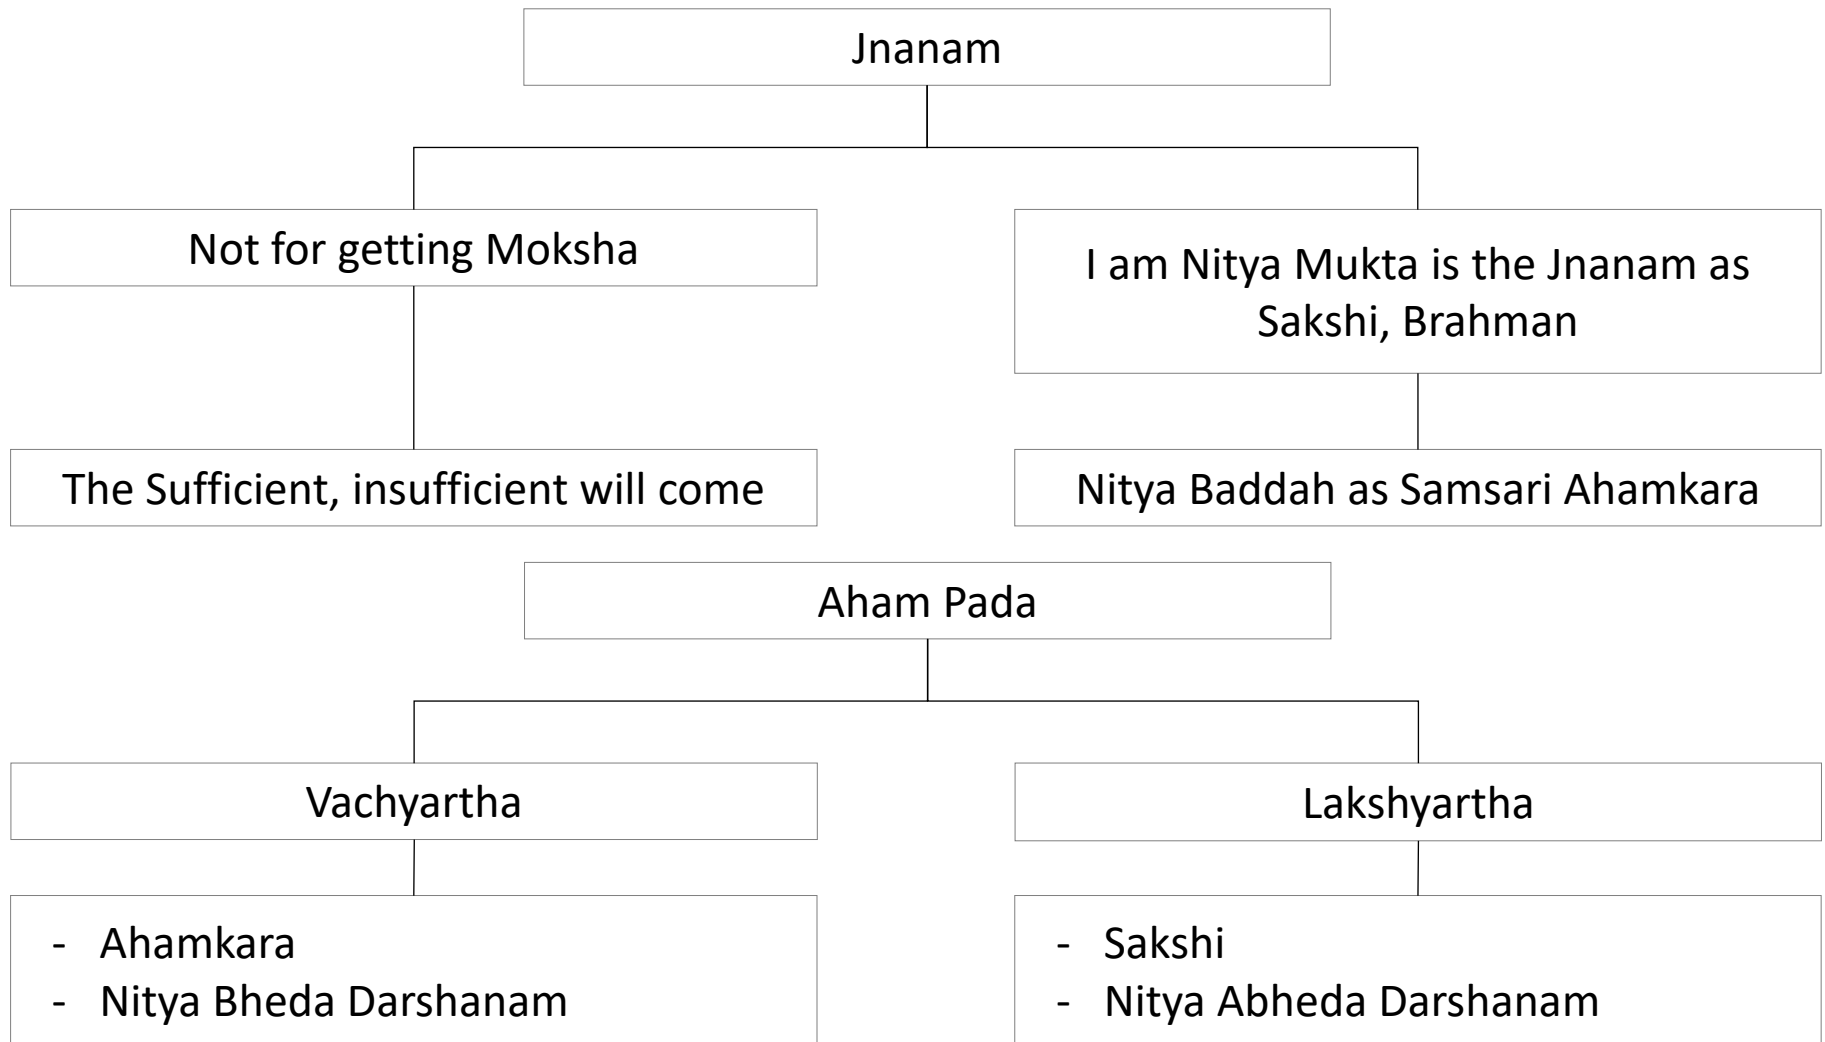 Jnanam
Not for getting Moksha
I am Nitya Mukta is the Jnanam as
Sakshi, Brahman
The Sufficient, insufficient will come
Nitya Baddah as Samsari Ahamkara
Aham Pada
Vachyartha
Lakshyartha
- Ahamkara
- Nitya Bheda Darshanam
- Sakshi
- Nitya Abheda Darshanam